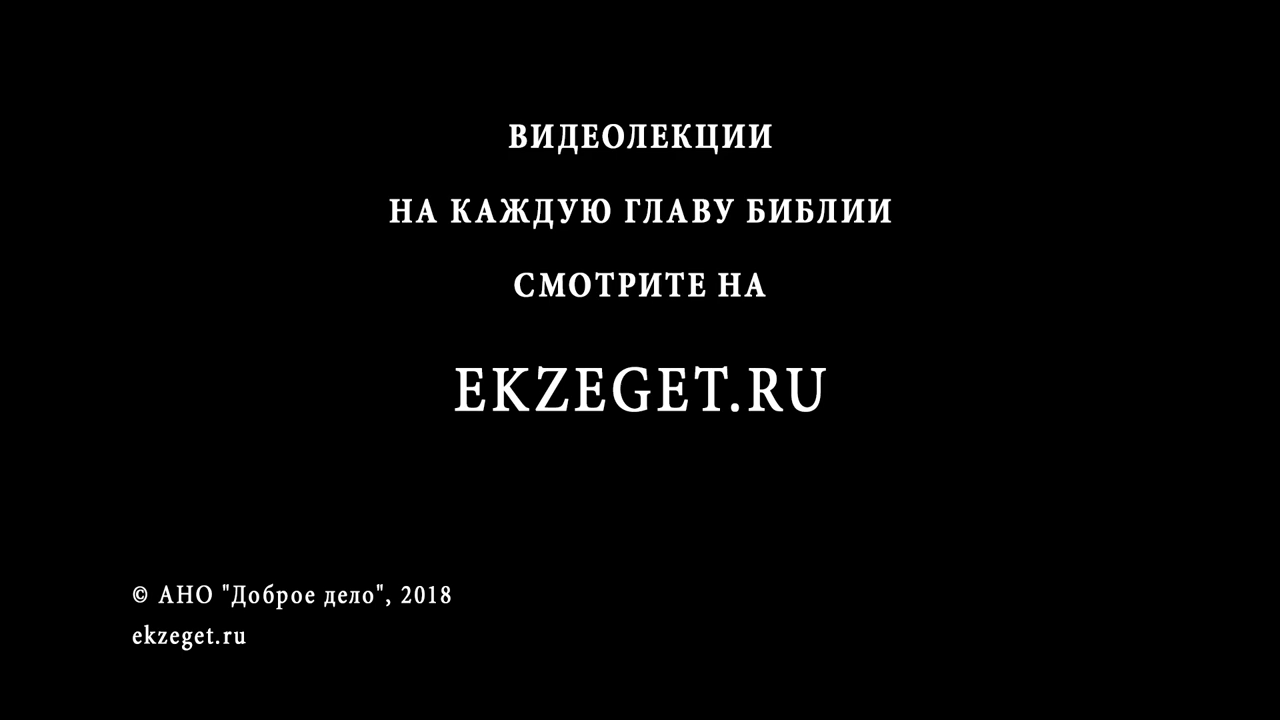 ВИДЕОЛЕКЦИИ
НА КАЖДУЮ ГЛАВУ БИБЛИИ
СМОТРИТЕ НА
EKZEGET.RU
© АНО "Доброе дело", 2018
ekzeget.ru